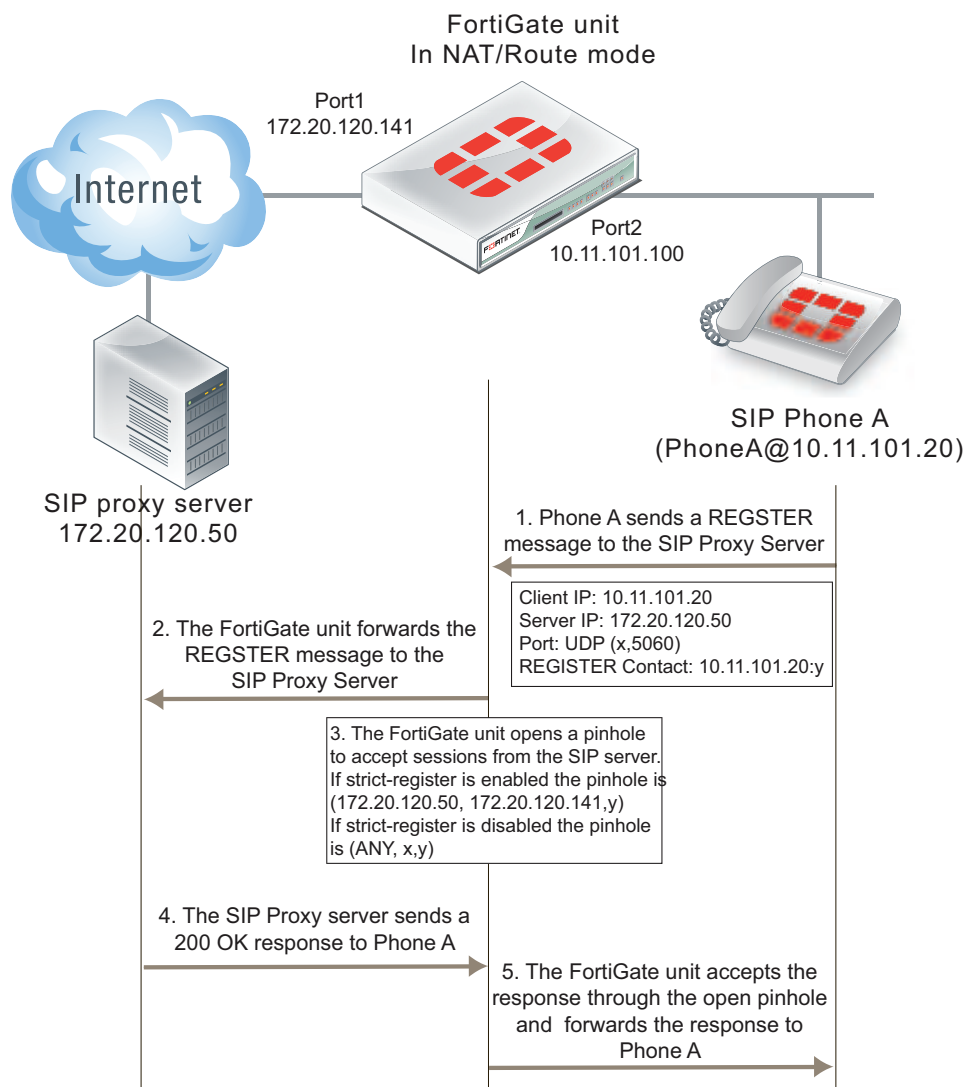 FortiGate unit
In NAT/Route mode
Port1
172.20.120.141
Internet
FORTINET
Port2
10.11.101.100
SIP Phone A
(PhoneA@10.11.101.20)
SIP proxy server
172.20.120.50
1. Phone A sends a REGSTER
message to the SIP Proxy Server
Client IP: 10.11.101.20
Server IP: 172.20.120.50
Port: UDP (x,5060)
REGISTER Contact: 10.11.101.20:y
2. The FortiGate unit forwards the
REGSTER message to the
SIP Proxy Server
3. The FortiGate unit opens a pinhole
to accept sessions from the SIP server.
If strict-register is enabled the pinhole is
(172.20.120.50, 172.20.120.141,y)
If strict-register is disabled the pinhole
is (ANY, x,y)
4. The SIP Proxy server sends a
200 OK response to Phone A
5. The FortiGate unit accepts the
response through the open pinhole
and forwards the response to
Phone A